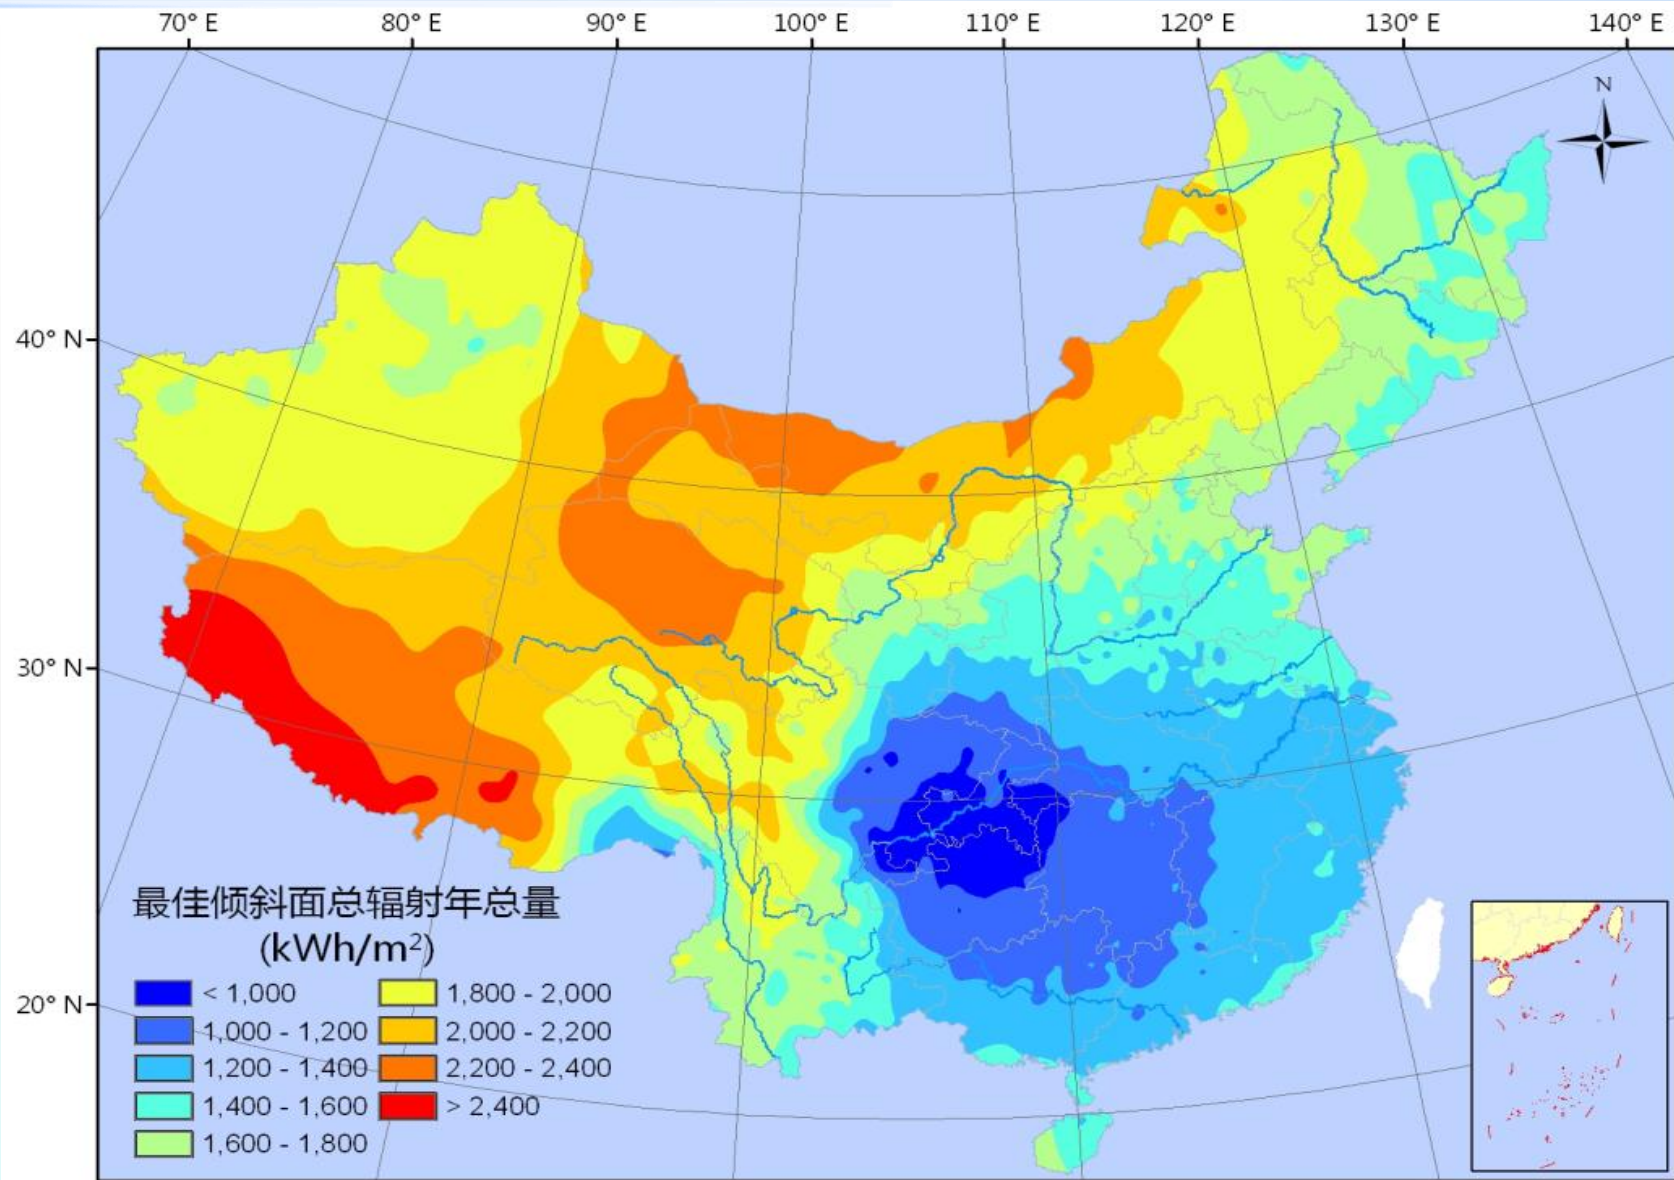 70° E 80° E 90° E 100° E 110° E 120° E 130° E 140° E
N
40° N
30° N
20° N
最佳倾斜面总辐射年总量
(kWh/m²)
< 1,000
1,000 - 1,200
1,200 - 1,400
1,400 - 1,600
1,600 - 1,800
1,800 - 2,000
2,000 - 2,200
2,200 - 2,400
> 2,400